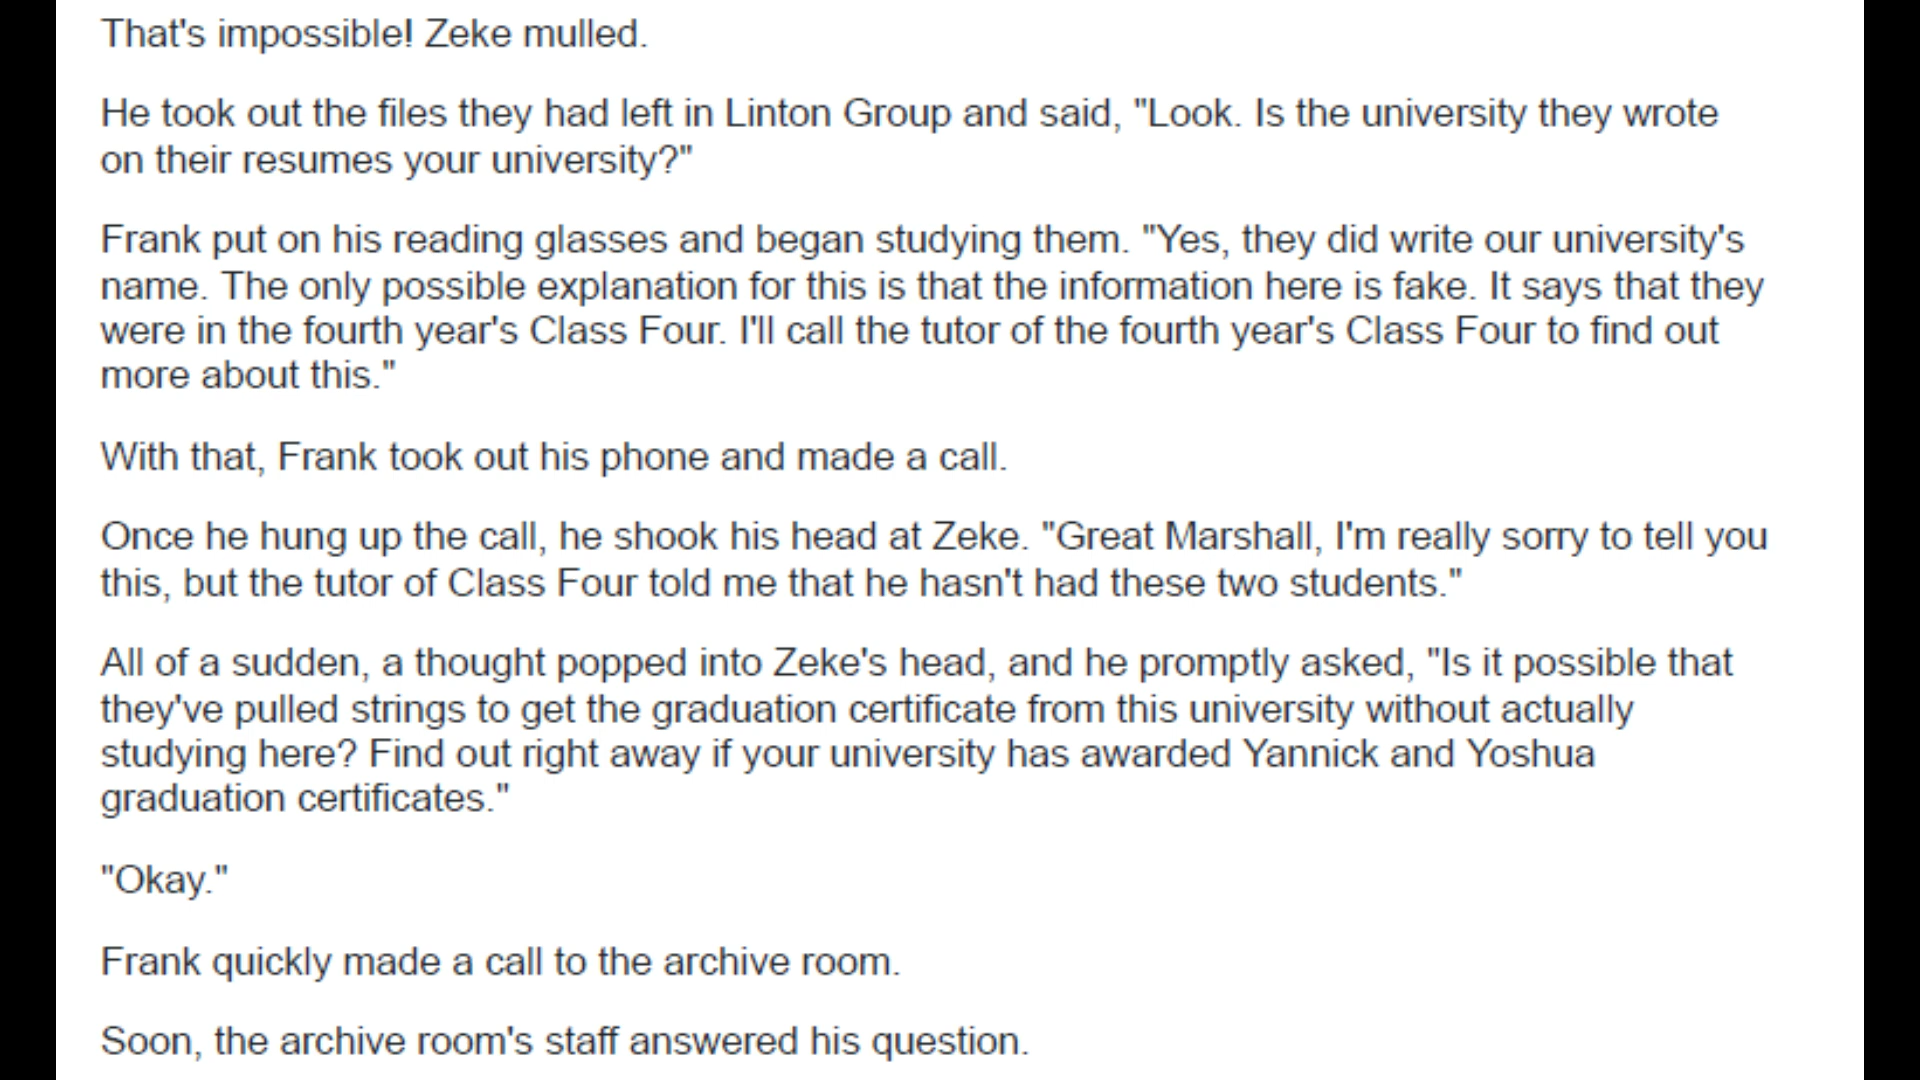 That's impossible! Zeke mulled.
He took out the files they had left in Linton Group and said, "Look. Is the university they wrote
on their resumes your university?"
Frank put on his reading glasses and began studying them. "Yes, they did write our university's
name. The only possible explanation for this is that the information here is fake. It says that they
were in the fourth year's Class Four. I'll call the tutor of the fourth year's Class Four to find out
more about this."
With that, Frank took out his phone and made a call.
Once he hung up the call, he shook his head at Zeke. "Great Marshall, I'm really sorry to tell you
this, but the tutor of Class Four told me that he hasn't had these two students."
All of a sudden, a thought popped into Zeke's head, and he promptly asked, "Is it possible that
they've pulled strings to get the graduation certificate from this university without actually
studying here? Find out right away if your university has awarded Yannick and Yoshua
graduation certificates."
"Okay."
Frank quickly made a call to the archive room.
Soon, the archive room's staff answered his question.